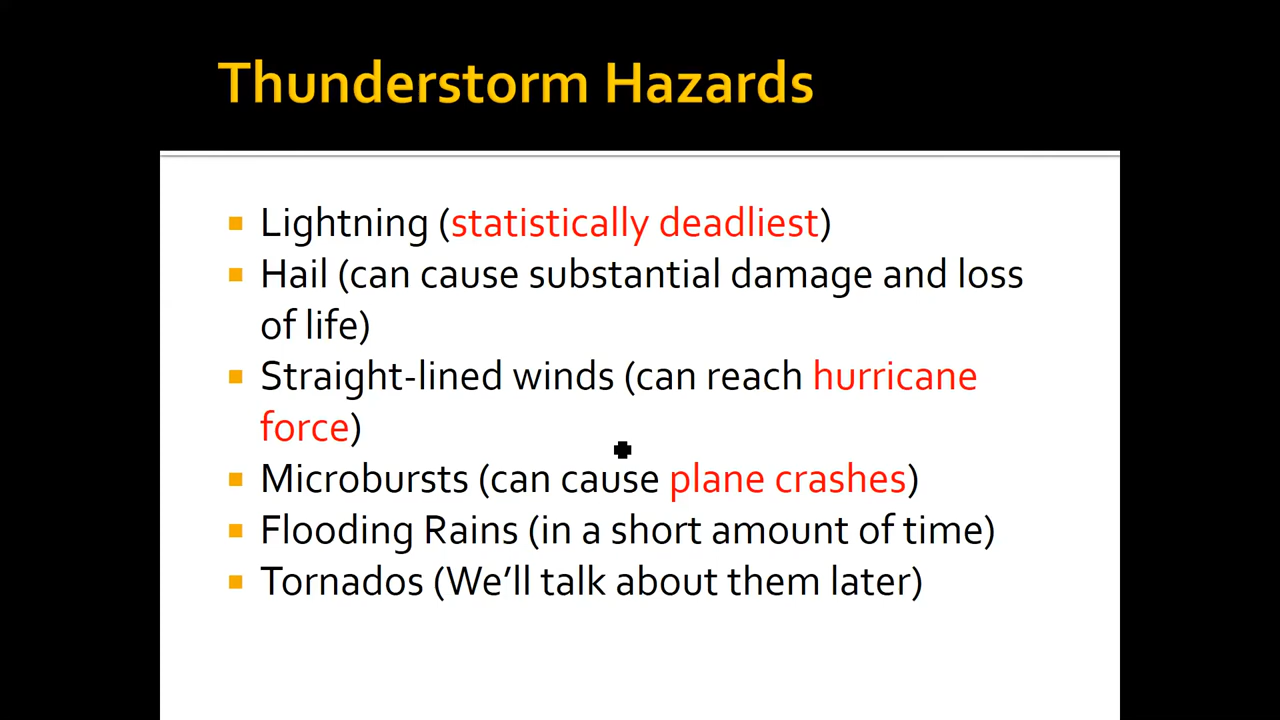 Thunderstorm Hazards
Lightning (statistically deadliest)
Hail (can cause substantial damage and loss
of life)
Straight-lined winds (can reach hurricane
force)
Microbursts (can cause plane crashes)
Flooding Rains (in a short amount of time)
Tornados (We’ll talk about them later)